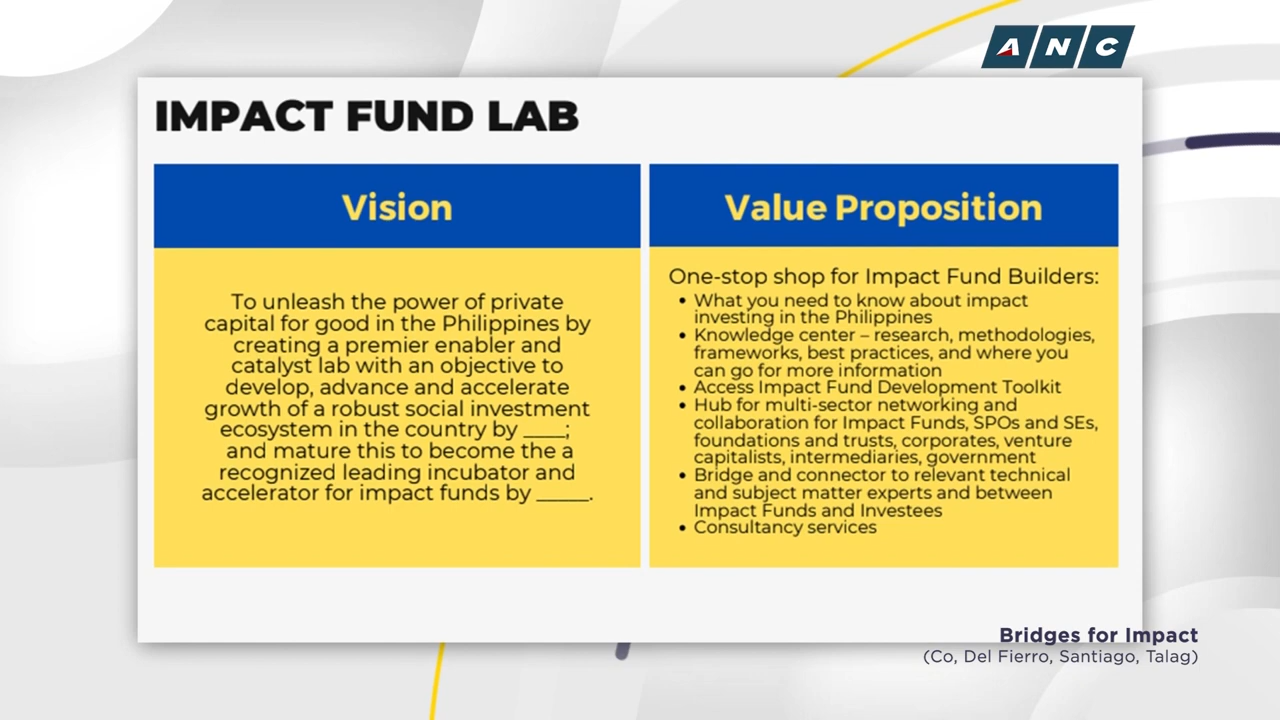 ANC
IMPACT FUND LAB
Vision
To unleash the power of private
capital for good in the Philippines by
creating a premier enabler and
catalyst lab with an objective to
develop, advance and accelerate
growth of a robust social investment
ecosystem in the country by ____;
and mature this to become the a
recognized leading incubator and
accelerator for impact funds by _____.
Value Proposition
One-stop shop for Impact Fund Builders:
• What you need to know about impact
investing in the Philippines
• Knowledge center – research, methodologies,
frameworks, best practices, and where you
can go for more information
• Access Impact Fund Development Toolkit
• Hub for multi-sector networking and
collaboration for Impact Funds, SPOs and SEs,
foundations and trusts, corporates, venture
capitalists, intermediaries, government
• Bridge and connector to relevant technical
and subject matter experts and between
Impact Funds and Investees
• Consultancy services
Bridges for Impact
(Co, Del Fierro, Santiago, Talag)